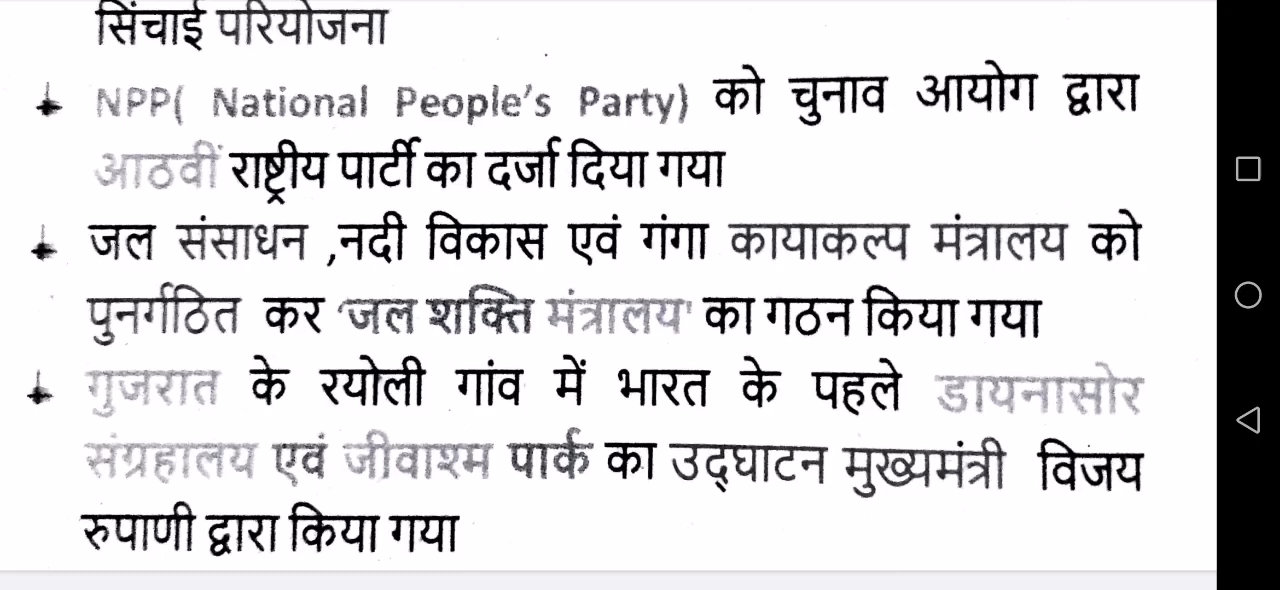 सिंचाई परियोजना
NPP( National People's Party) को चुनाव आयोग द्वारा
आठवीं राष्ट्रीय पार्टी का दर्जा दिया गया
जल संसाधन ,नदी विकास एवं गंगा कायाकल्प मंत्रालय को
पुनर्गठित कर 'जल शक्ति मंत्रालय' का गठन किया गया
गुजरात के रयोली गांव में भारत के पहले डायनासोर
संग्रहालय एवं जीवाश्म पार्क का उद्घाटन मुख्यमंत्री विजय
रुपाणी द्वारा किया गया